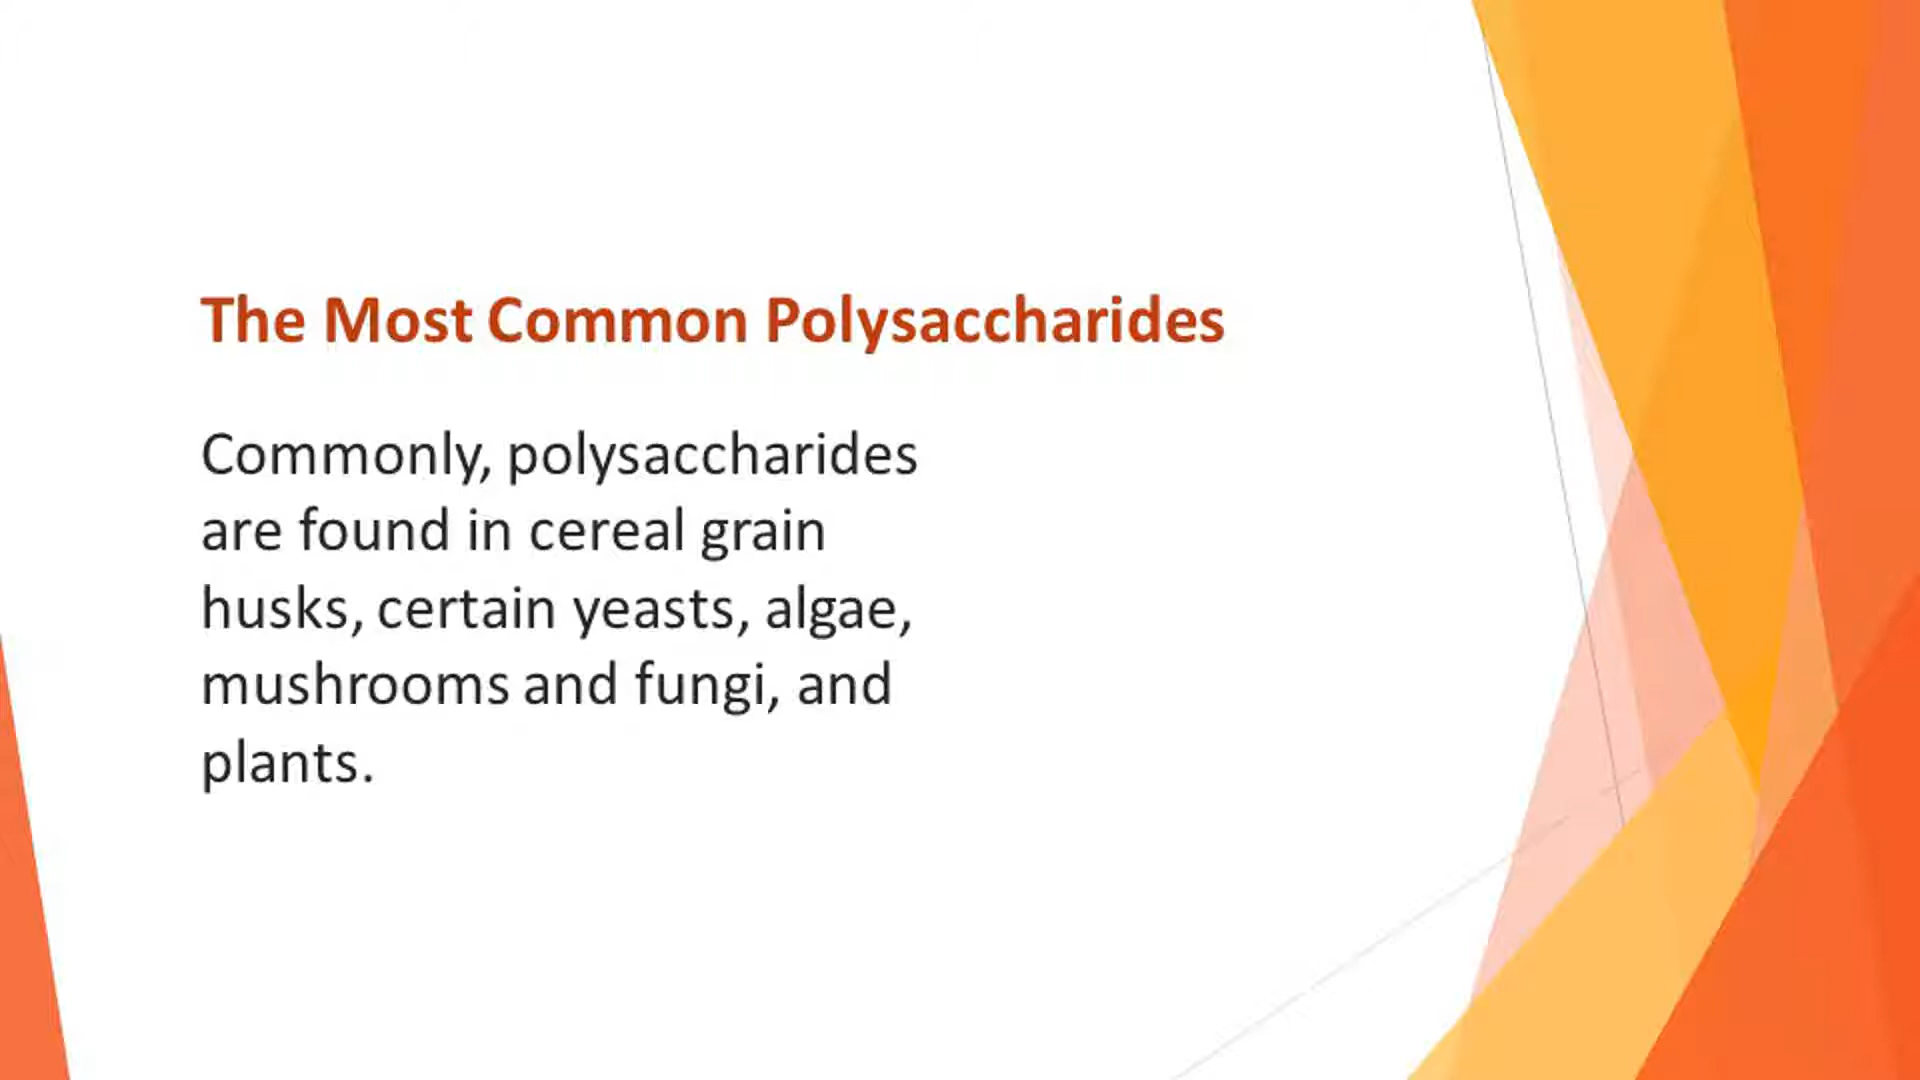 The Most Common Polysaccharides
Commonly, polysaccharides
are found in cereal grain
husks, certain yeasts, algae,
mushrooms and fungi, and
plants.